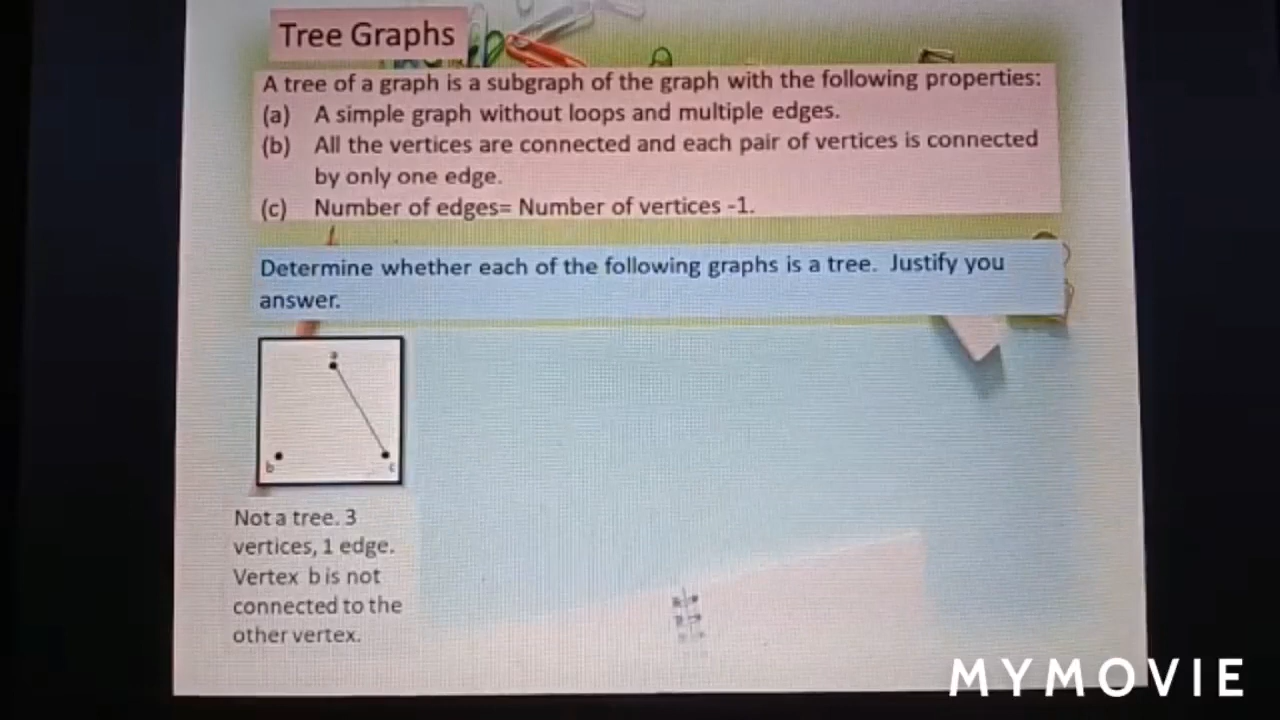 Tree Graphs
A tree of a graph is a subgraph of the graph with the following properties:
(a) A simple graph without loops and multiple edges.
(b) All the vertices are connected and each pair of vertices is connected
by only one edge.
(c) Number of edges= Number of vertices -1.
Determine whether each of the following graphs is a tree. Justify you
answer.
a
b
c
Not a tree. 3
vertices, 1 edge.
Vertex b is not
connected to the
other vertex.
MYMOVIE